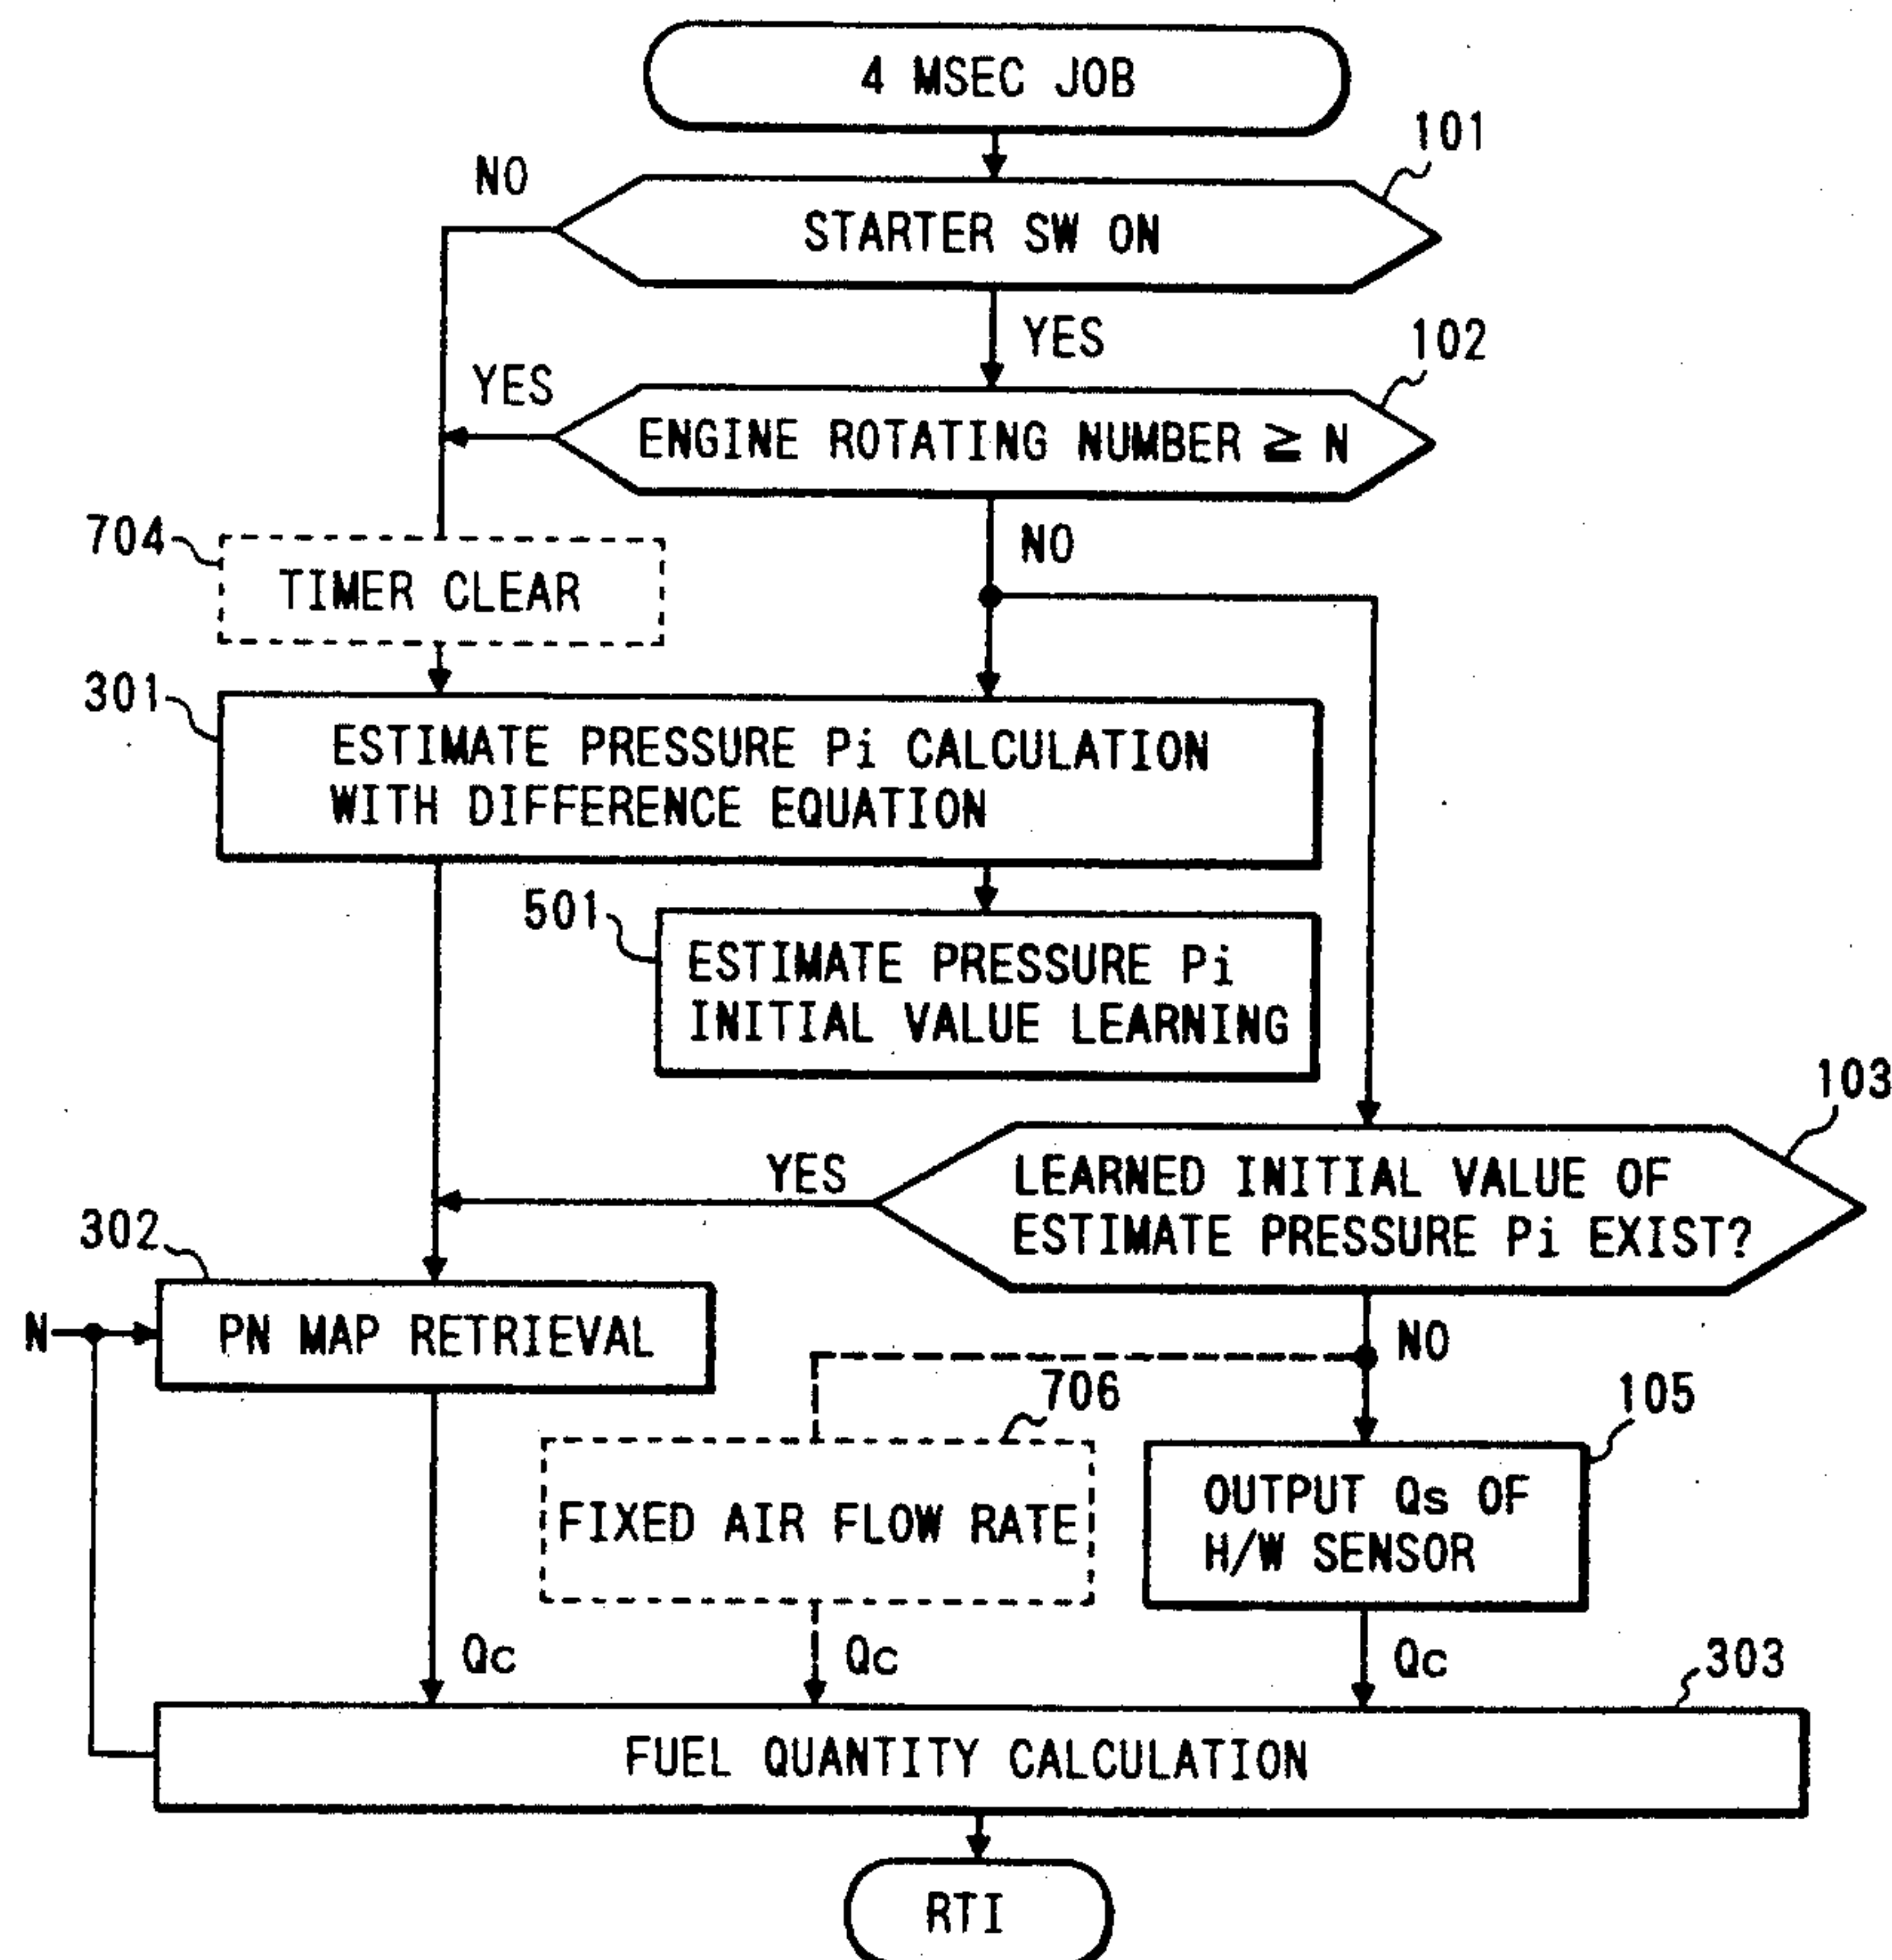 4 MSEC JOB
101
NO
STARTER SW ON
YES
102
YES
ENGINE ROTATING NUMBER ≧ N
704
NO
TIMER CLEAR
301
ESTIMATE PRESSURE Pi CALCULATION
WITH DIFFERENCE EQUATION
501
ESTIMATE PRESSURE Pi
INITIAL VALUE LEARNING
103
YES
LEARNED INITIAL VALUE OF
ESTIMATE PRESSURE Pi EXIST?
302
N
PN MAP RETRIEVAL
NO
706
105
FIXED AIR FLOW RATE
OUTPUT Qs OF
H/W SENSOR
Qc
Qc
Qc
303
FUEL QUANTITY CALCULATION
RTI